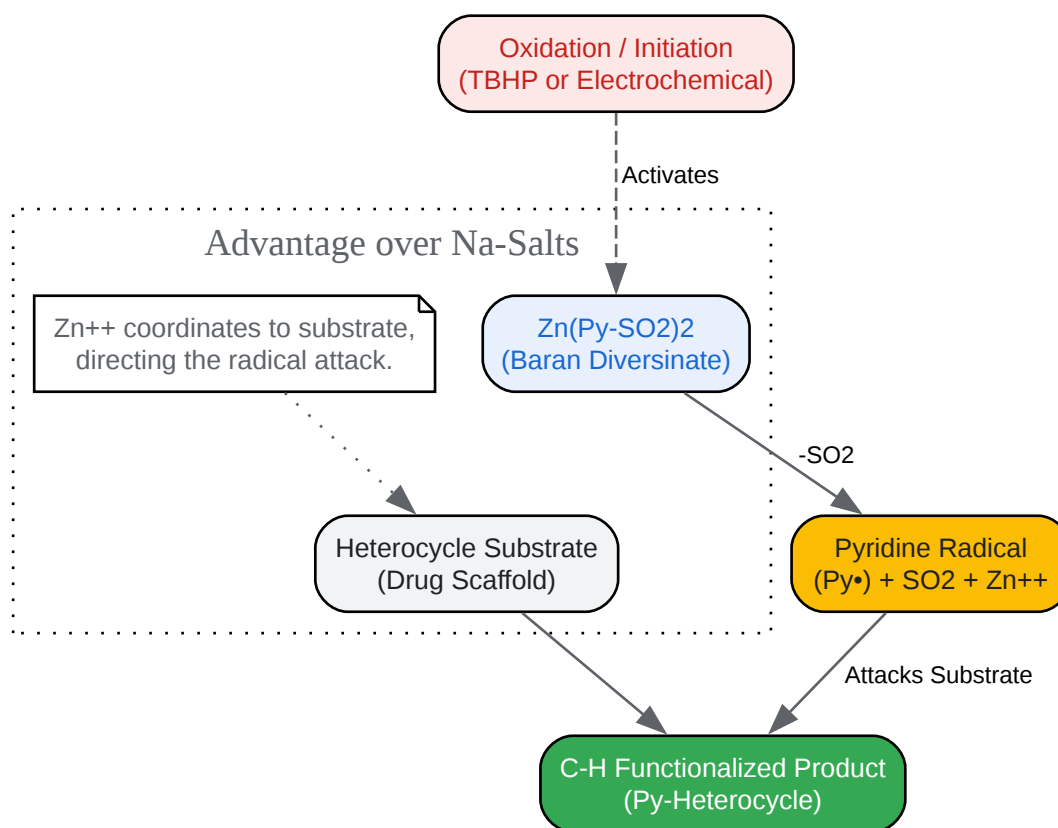 Oxidation / Initiation
(TBHP or Electrochemical)
Activates
Advantage over Na-Salts
Zn++ coordinates to substrate,
directing the radical attack.
Zn(Py-SO2)2
(Baran Diversinate)
-SO2
Heterocycle Substrate
(Drug Scaffold)
Pyridine Radical
(Py•) + SO2 + Zn++
Attacks Substrate
C-H Functionalized Product
(Py-Heterocycle)